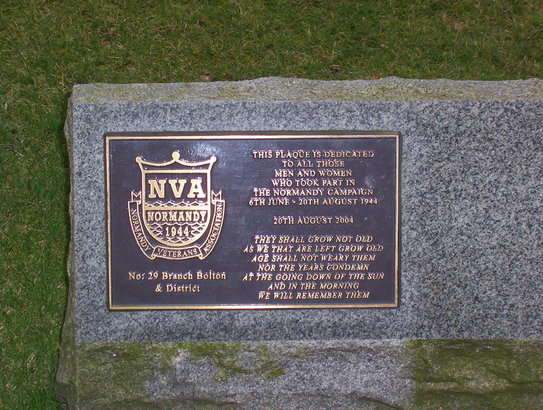 NVA
NORMANDY
1944
NORMANDY VETERANS ASSOCIATION
No: 29 Branch Bolton
& District
THIS PLAQUE IS DEDICATED
TO ALL THOSE
MEN AND WOMEN
WHO TOOK PART IN
THE NORMANDY CAMPAIGN
6TH JUNE - 20TH AUGUST 1944
20TH AUGUST 2004
THEY SHALL GROW NOT OLD
AS WE THAT ARE LEFT GROW OLD
AGE SHALL NOT WEARY THEM
NOR THE YEARS CONDEMN
AT THE GOING DOWN OF THE SUN
AND IN THE MORNING
WE WILL REMEMBER THEM